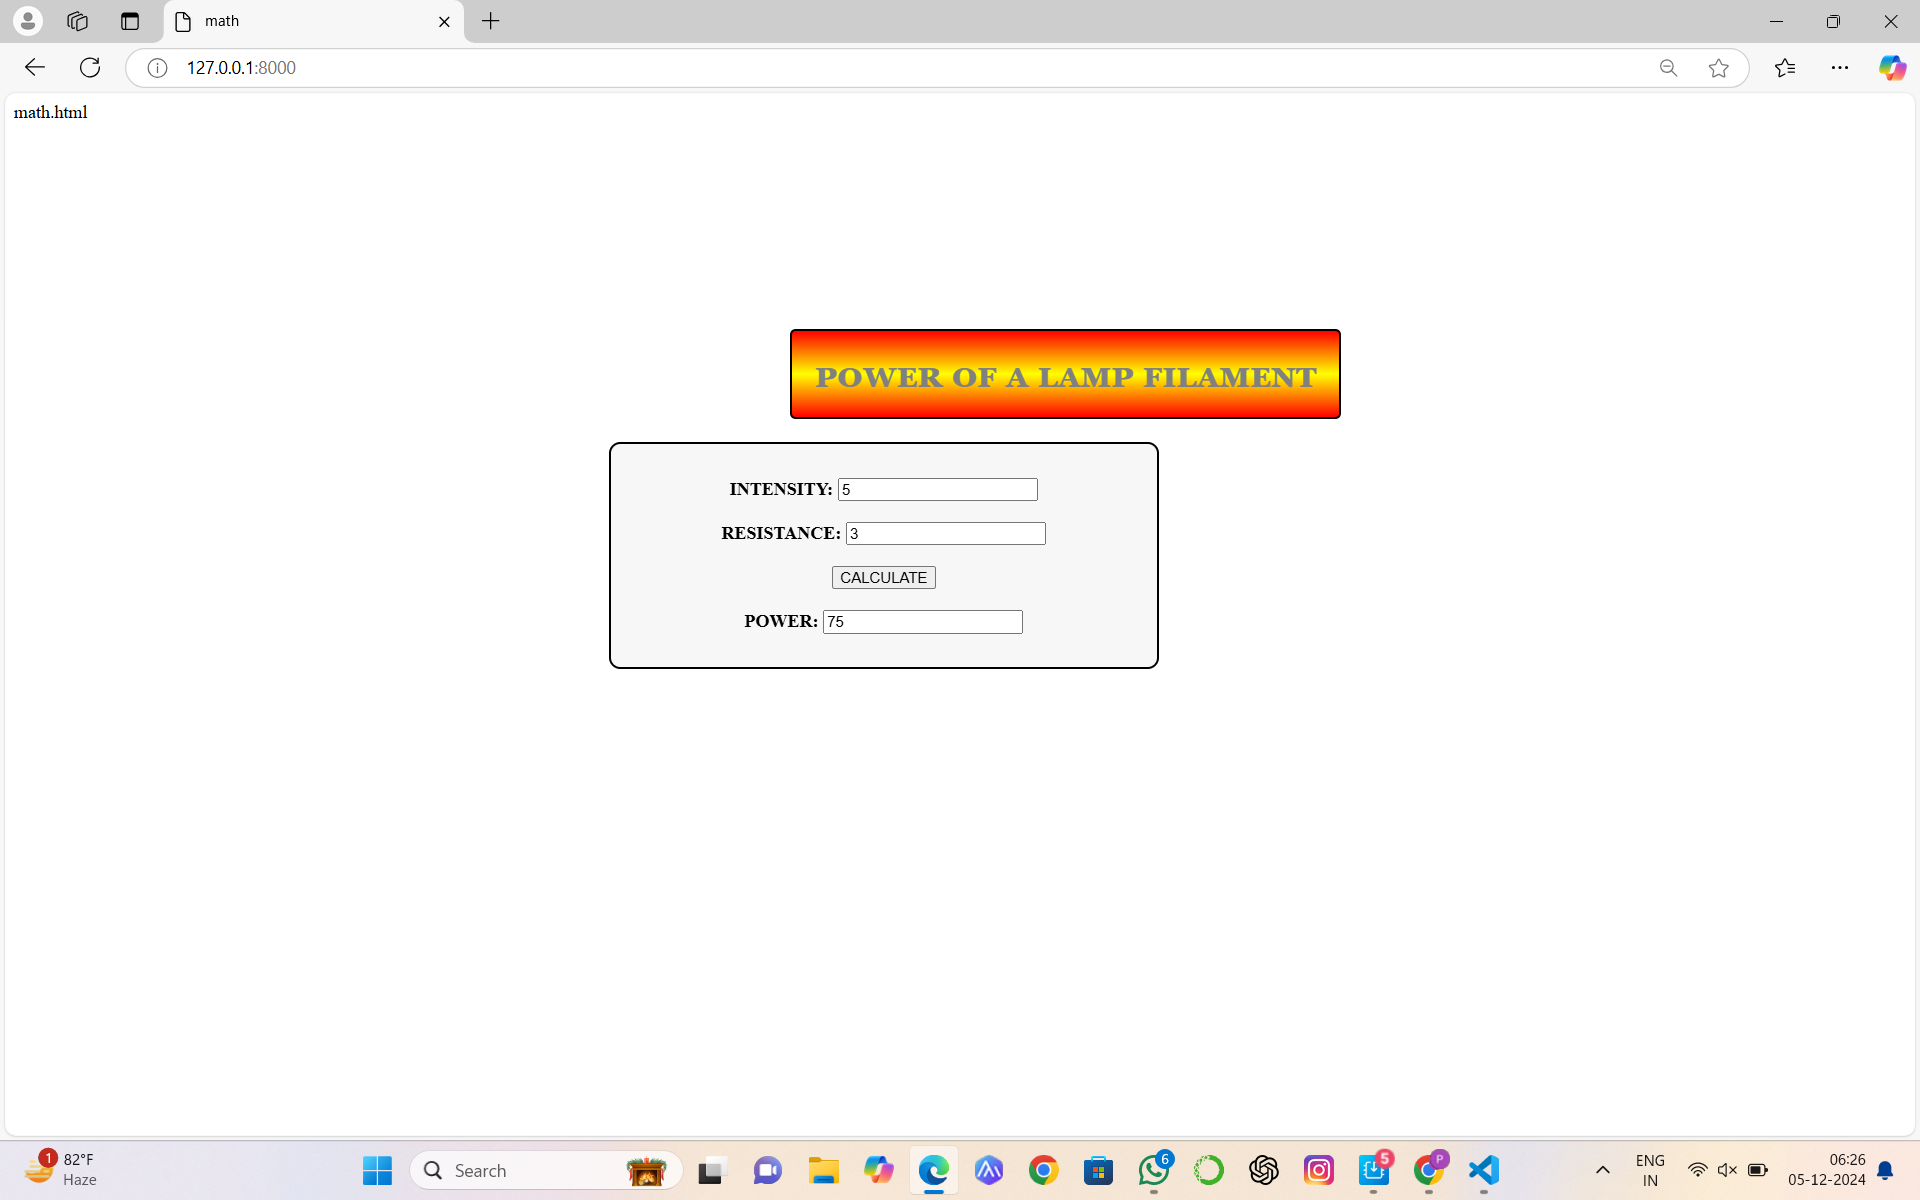 math
127.0.0.1:8000
math.html
POWER OF A LAMP FILAMENT
INTENSITY: 5
RESISTANCE: 3
CALCULATE
POWER: 75
1
82°F
Haze
Search
6
5
P
ENG
IN
06:26
05-12-2024